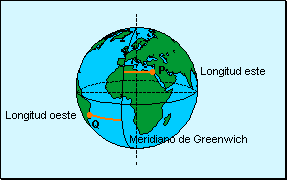 P
Longitud este
Longitud oeste
Q
Meridiano de Greenwich